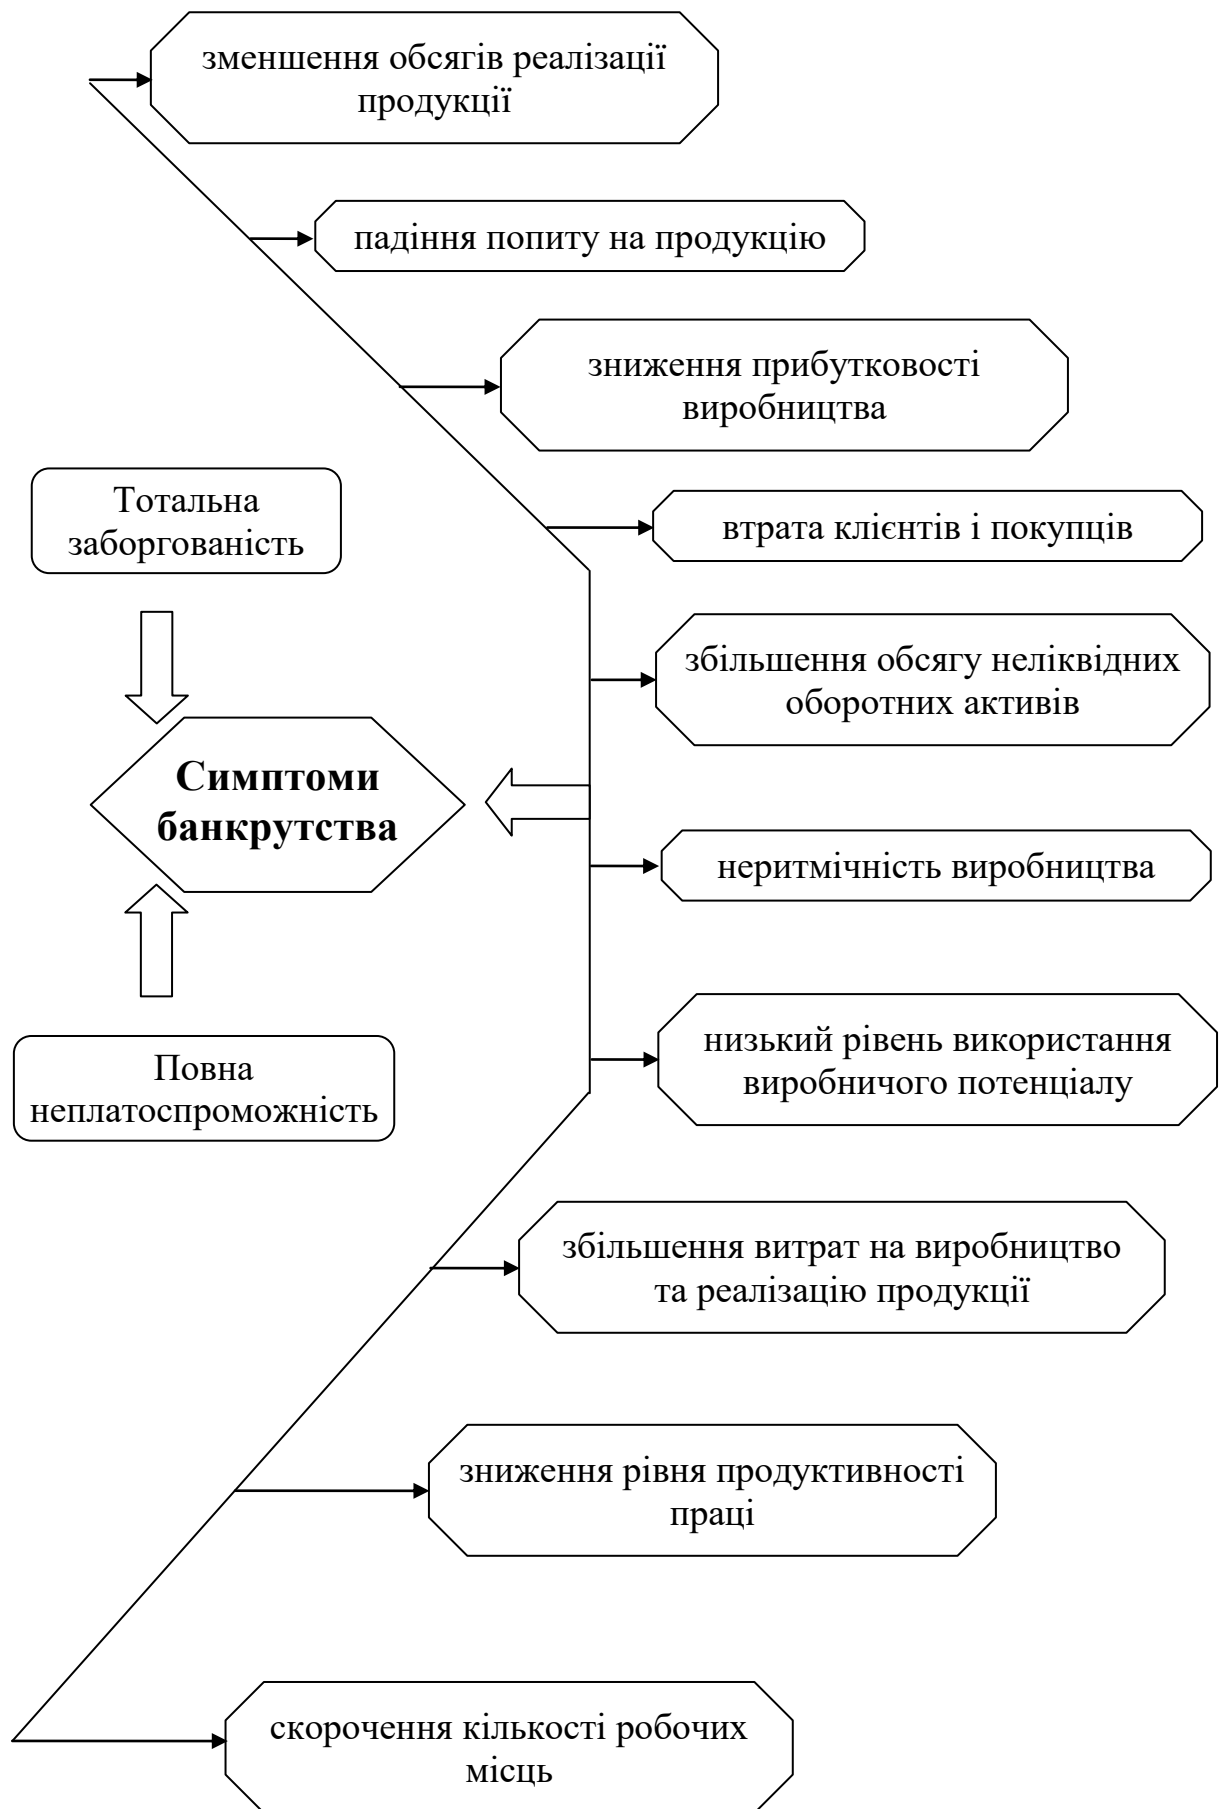 зменшення обсягів реалізації
продукції
падіння попиту на продукцію
зниження прибутковості
виробництва
Тотальна
заборгованість
втрата клієнтів і покупців
збільшення обсягу неліквідних
оборотних активів
Симптоми
банкрутства
неритмічність виробництва
низький рівень використання
виробничого потенціалу
Повна
неплатоспроможність
збільшення витрат на виробництво
та реалізацію продукції
зниження рівня продуктивності
праці
скорочення кількості робочих
місць